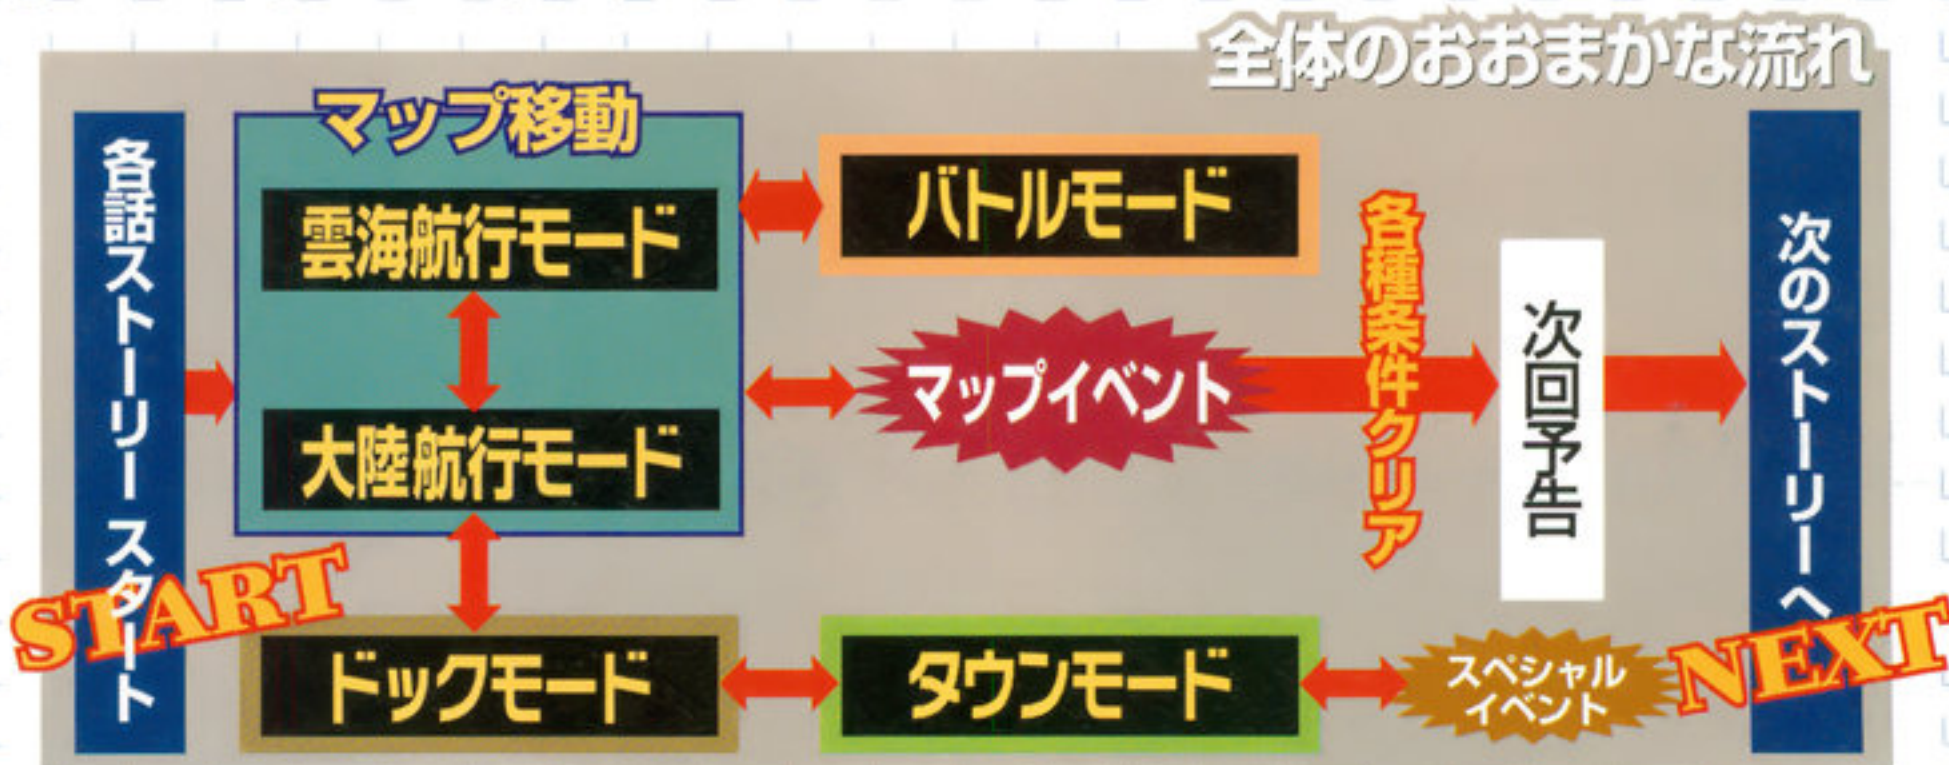 全体のおおまかな流れ
各話ストーリー スタート
START
マップ移動
雲海航行モード
大陸航行モード
バトルモード
マップイベント
各種条件クリア
次回予告
次のストーリーへ
ドックモード
タウンモード
スペシャル
イベント
NEXT